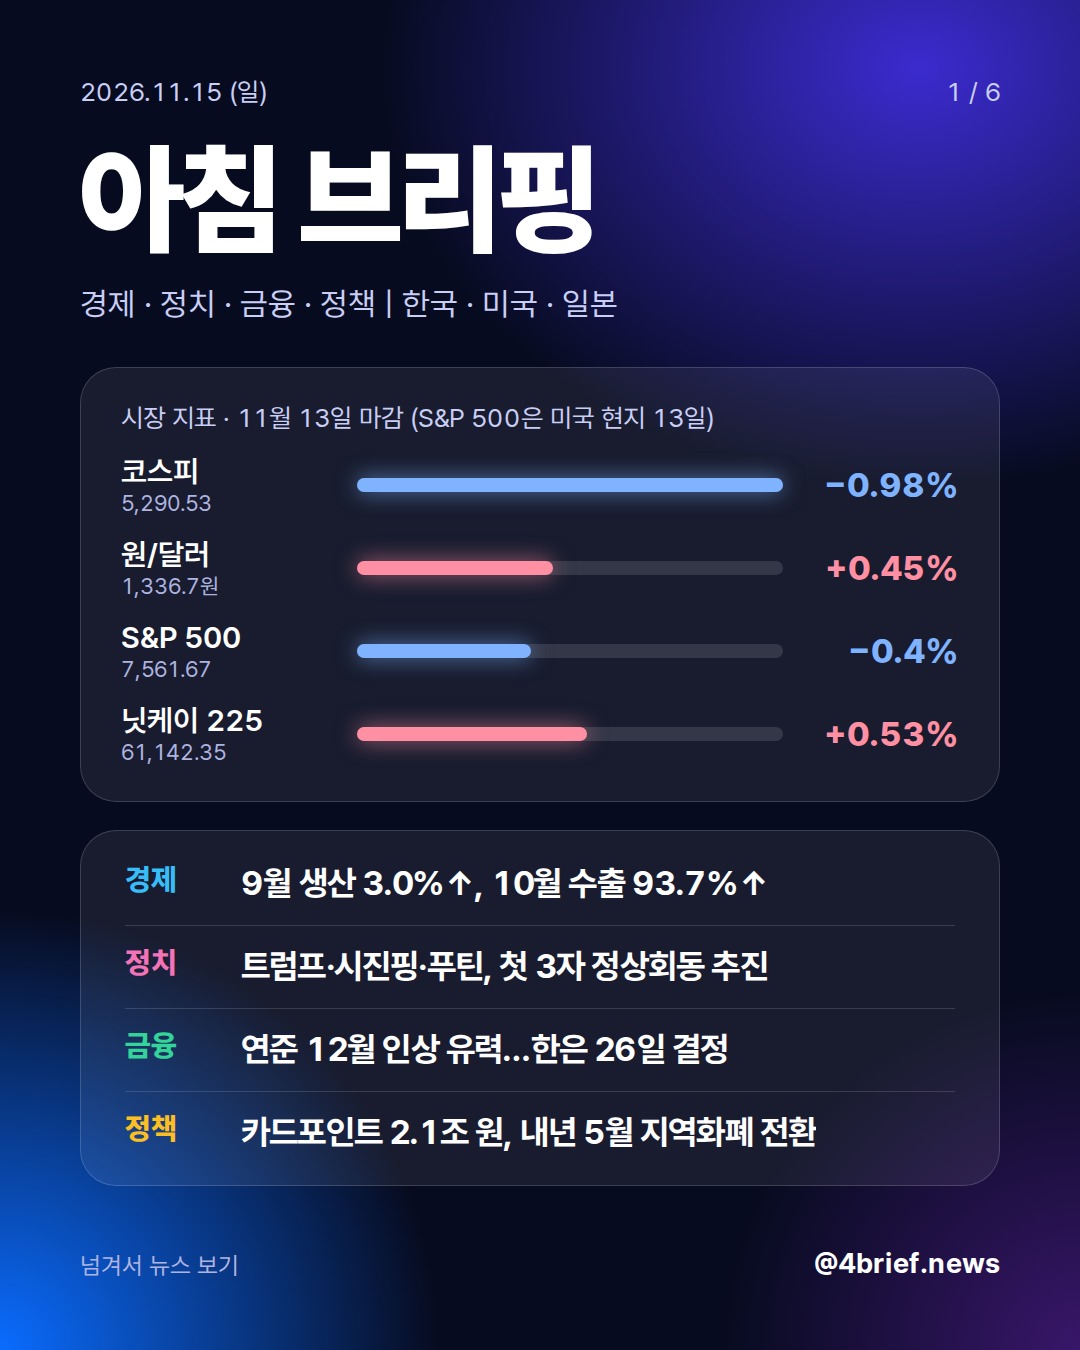 2026.11.15 (일)
1 / 6
아침 브리핑
경제 · 정치 · 금융 · 정책 | 한국 · 미국 · 일본
시장 지표 · 11월 13일 마감 (S&P 500은 미국 현지 13일)
코스피
5,290.53
−0.98%
원/달러
1,336.7원
+0.45%
S&P 500
7,561.67
−0.4%
닛케이 225
61,142.35
+0.53%
경제 9월 생산 3.0%↑, 10월 수출 93.7%↑
정치 트럼프·시진핑·푸틴, 첫 3자 정상회동 추진
금융 연준 12월 인상 유력…한은 26일 결정
정책 카드포인트 2.1조 원, 내년 5월 지역화폐 전환
넘겨서 뉴스 보기
@4brief.news